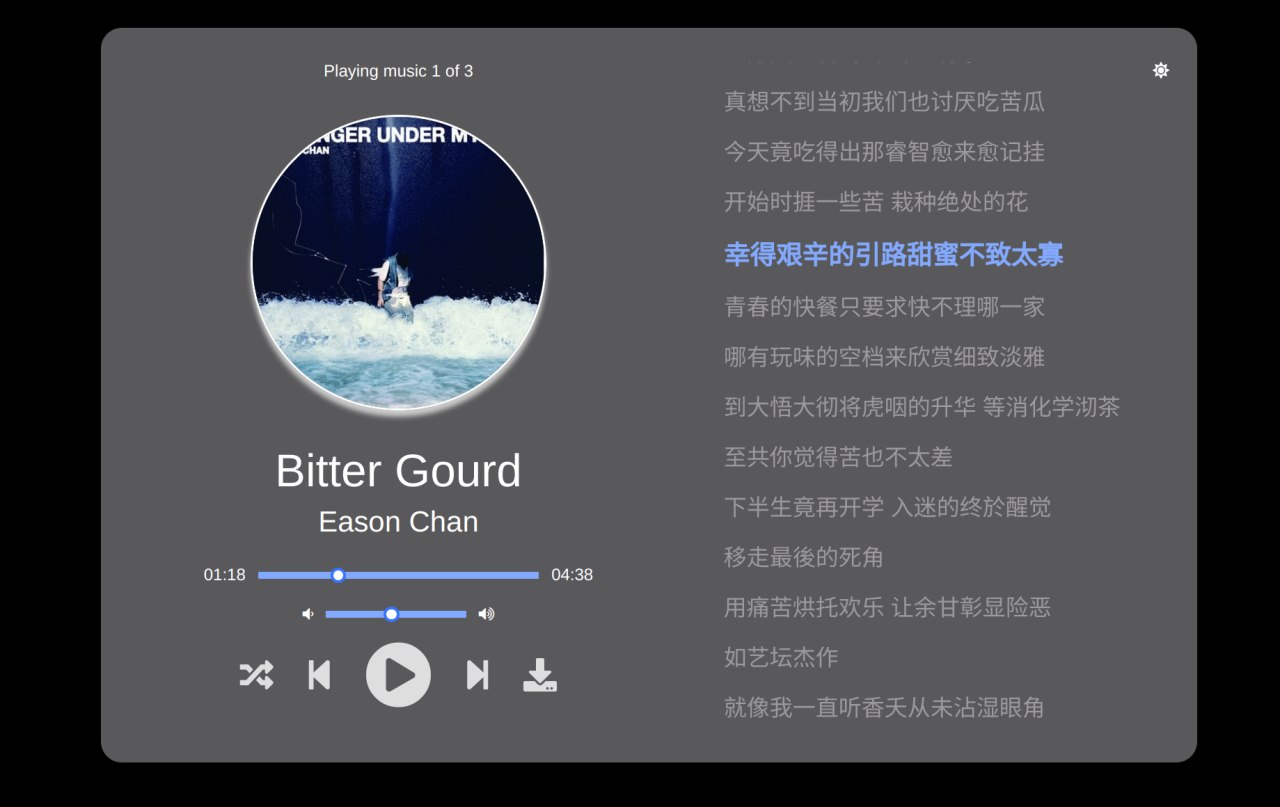 Playing music 1 of 3
NGER UNDER MY
CHAN
Bitter Gourd
Eason Chan
01:18
04:38
真想不到当初我们也讨厌吃苦瓜
今天竟吃得出那睿智愈来愈记挂
开始时捱一些苦 栽种绝处的花
幸得艰辛的引路甜蜜不致太寡
青春的快餐只要求快不理哪一家
哪有玩味的空档来欣赏细致淡雅
到大悟大彻将虎咽的升华 等消化学沏茶
至共你觉得苦也不太差
下半生竟再开学 入迷的终於醒觉
移走最後的死角
用痛苦烘托欢乐 让余甘彰显险恶
如艺坛杰作
就像我一直听香夭从未沾湿眼角